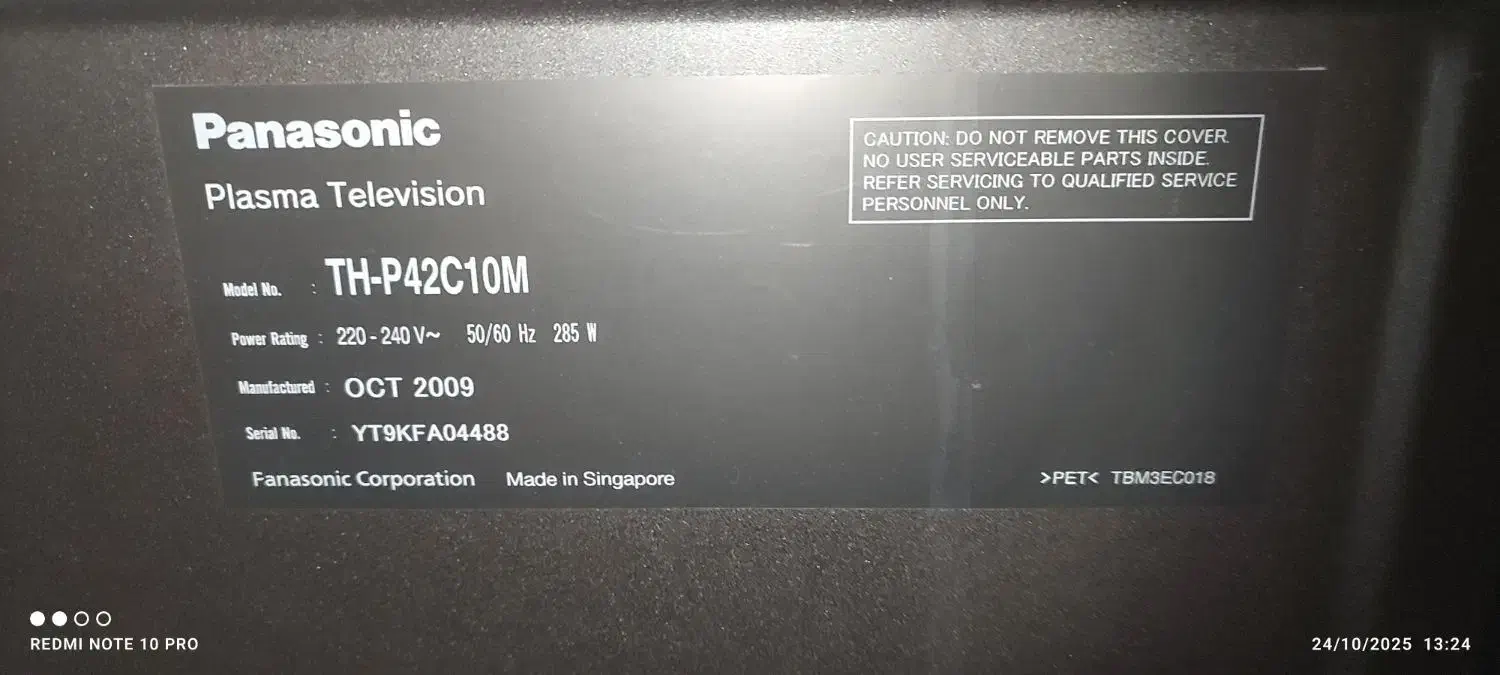 Panasonic
Plasma Television
CAUTION: DO NOT REMOVE THIS COVER.
NO USER SERVICEABLE PARTS INSIDE.
REFER SERVICING TO QUALIFIED SERVICE
PERSONNEL ONLY.
Model No. : TH-P42C10M
Power Rating : 220 - 240 V~ 50/60 Hz 285 W
Manufactured : OCT 2009
Serial No. : YT9KFA04488
Panasonic Corporation Made in Singapore
>PET< TBM3EC018
REDMI NOTE 10 PRO
24/10/2025 13:24